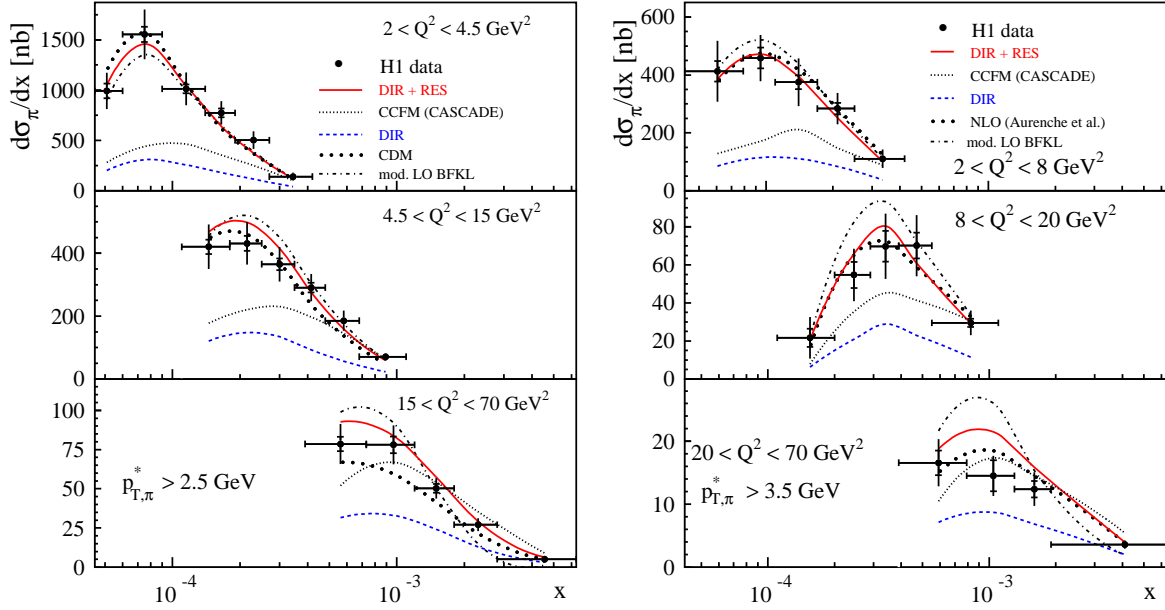 dσπ/dx [nb]
1500
1000
500
0
2 < Q² < 4.5 GeV²
H1 data
DIR + RES
CCFM (CASCADE)
DIR
CDM
mod. LO BFKL
400
200
0
4.5 < Q² < 15 GeV²
100
75
50
25
0
15 < Q² < 70 GeV²
p*T,π > 2.5 GeV
10⁻⁴
10⁻³
x
dσπ/dx [nb]
600
400
200
0
H1 data
DIR + RES
CCFM (CASCADE)
DIR
NLO (Aurenche et al.)
mod. LO BFKL
2 < Q² < 8 GeV²
80
60
40
20
0
8 < Q² < 20 GeV²
20
10
0
20 < Q² < 70 GeV²
p*T,π > 3.5 GeV
10⁻⁴
10⁻³
x